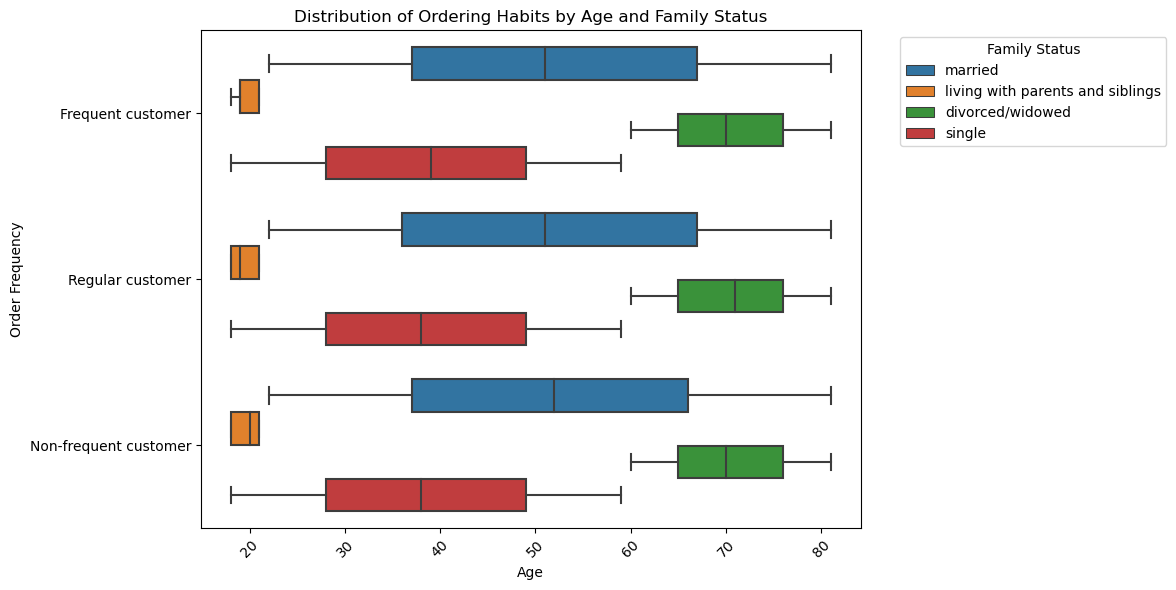 Distribution of Ordering Habits by Age and Family Status
Family Status
married
living with parents and siblings
divorced/widowed
single
Order Frequency
Frequent customer
Regular customer
Non-frequent customer
20 30 40 50 60 70 80
Age